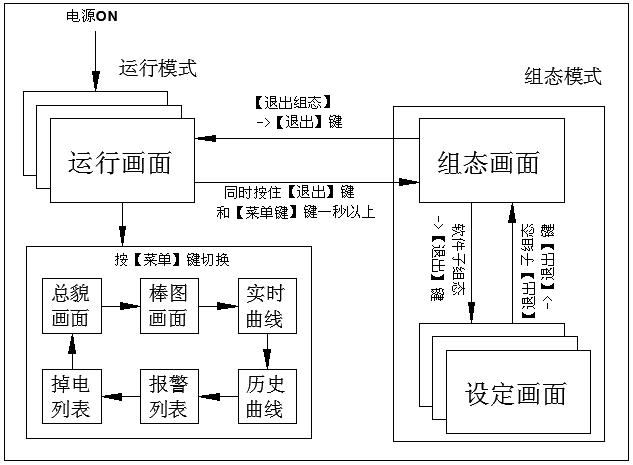 电源ON
运行模式
组态模式
【退出组态】
->【退出】键
运行画面
组态画面
同时按住【退出】键
和【菜单键】键一秒以上
软件子组态
->【退出】键
【退出】子组态
->【退出】键
按【菜单】键切换
总貌
画面
棒图
画面
实时
曲线
掉电
列表
报警
列表
历史
曲线
设定画面